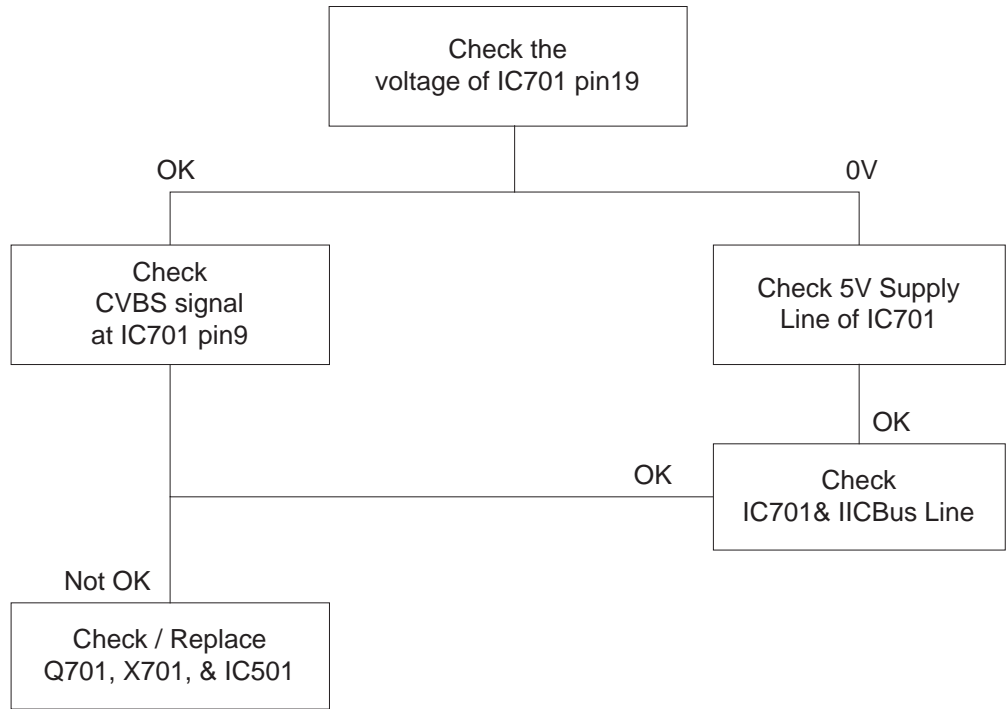 Check the
voltage of IC701 pin19
OK
0V
Check
CVBS signal
at IC701 pin9
Check 5V Supply
Line of IC701
OK
OK
Check
IC701& IICBus Line
Not OK
Check / Replace
Q701, X701, & IC501